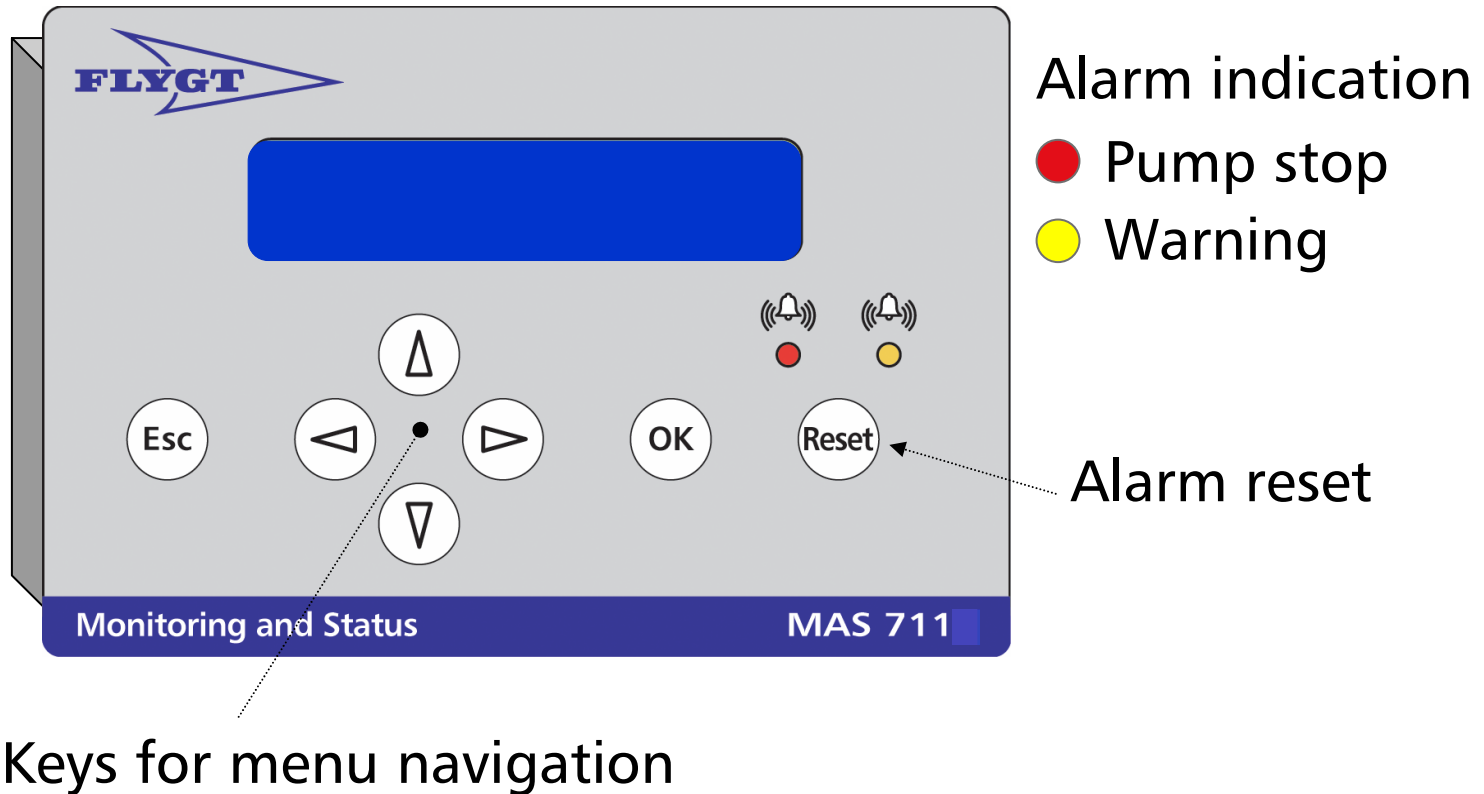 FLYGT
Alarm indication
Pump stop
Warning
Esc
OK
Reset
Alarm reset
Monitoring and Status
MAS 711
Keys for menu navigation